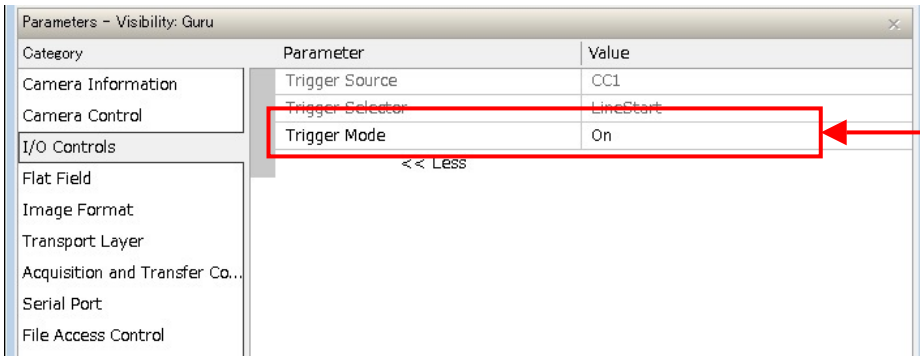 Parameters - Visibility: Guru
Category Parameter Value
Camera Information Trigger Source CC1
Camera Control Trigger Selector LineStart
I/O Controls Trigger Mode On
Flat Field << Less
Image Format
Transport Layer
Acquisition and Transfer Co...
Serial Port
File Access Control